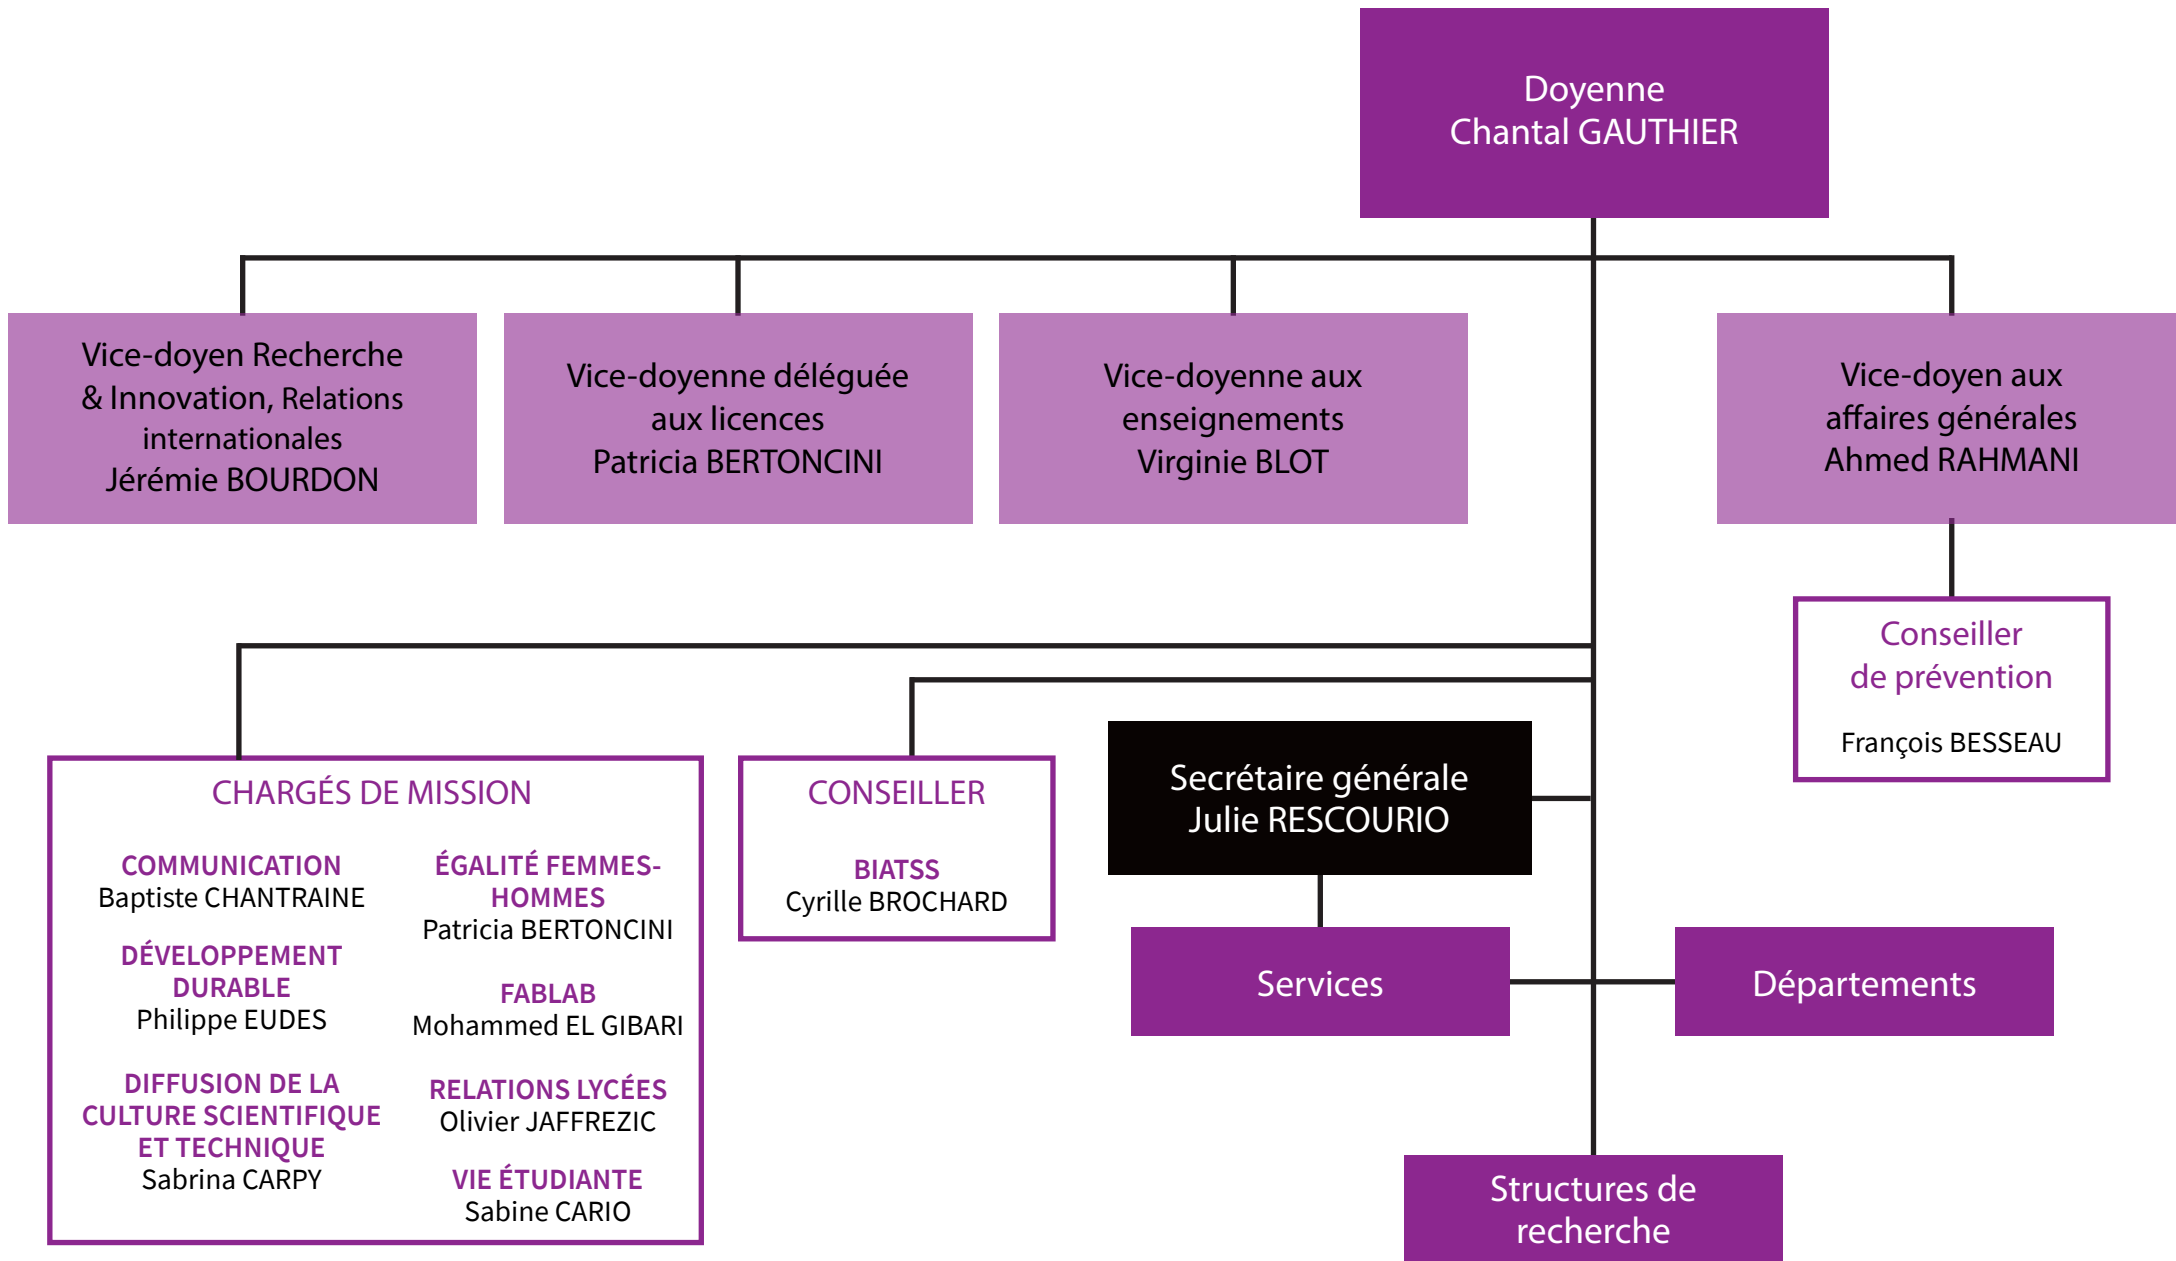 Doyenne
Chantal GAUTHIER
Vice-doyen Recherche
& Innovation, Relations
internationales
Jérémie BOURDON
Vice-doyenne déléguée
aux licences
Patricia BERTONCINI
Vice-doyenne aux
enseignements
Virginie BLOT
Vice-doyen aux
affaires générales
Ahmed RAHMANI
Conseiller
de prévention
François BESSEAU
CHARGÉS DE MISSION
COMMUNICATION
Baptiste CHANTRAINE
DÉVELOPPEMENT
DURABLE
Philippe EUDES
DIFFUSION DE LA
CULTURE SCIENTIFIQUE
ET TECHNIQUE
Sabrina CARPY
ÉGALITÉ FEMMES-
HOMMES
Patricia BERTONCINI
FABLAB
Mohammed EL GIBARI
RELATIONS LYCÉES
Olivier JAFFREZIC
VIE ÉTUDIANTE
Sabine CARIO
CONSEILLER
BIATSS
Cyrille BROCHARD
Secrétaire générale
Julie RESCOURIO
Services
Départements
Structures de
recherche